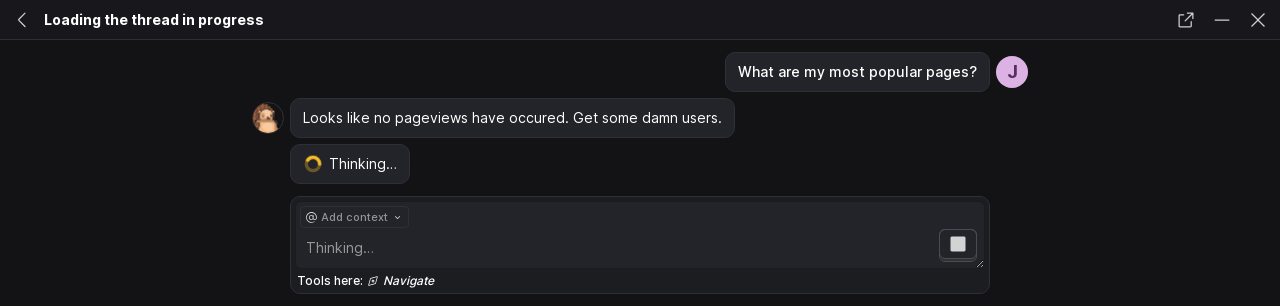 Loading the thread in progress
What are my most popular pages?
J
Looks like no pageviews have occured. Get some damn users.
Thinking...
@ Add context
Thinking...
Tools here: Navigate